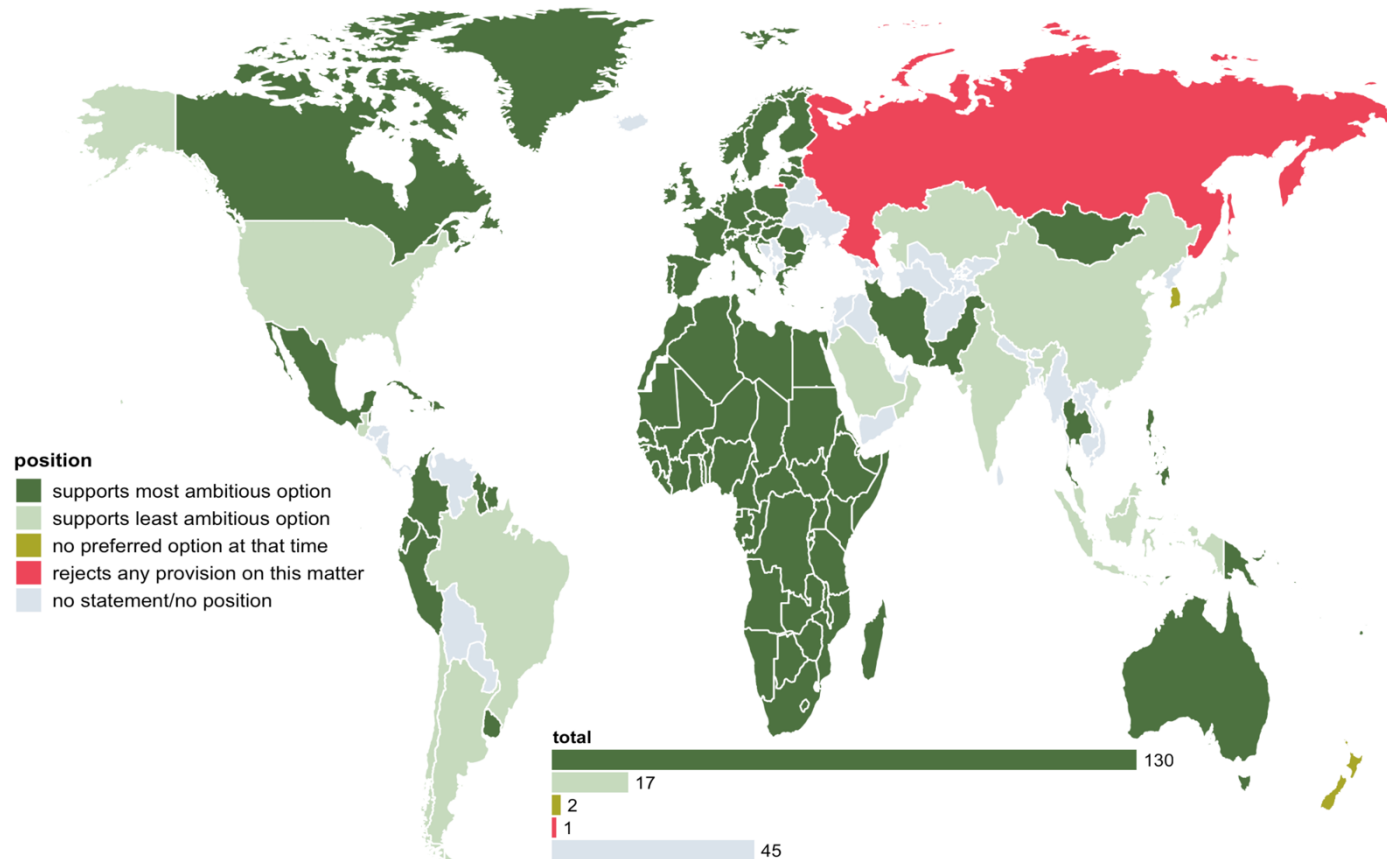 position
supports most ambitious option
supports least ambitious option
no preferred option at that time
rejects any provision on this matter
no statement/no position
total
130
17
2
1
45